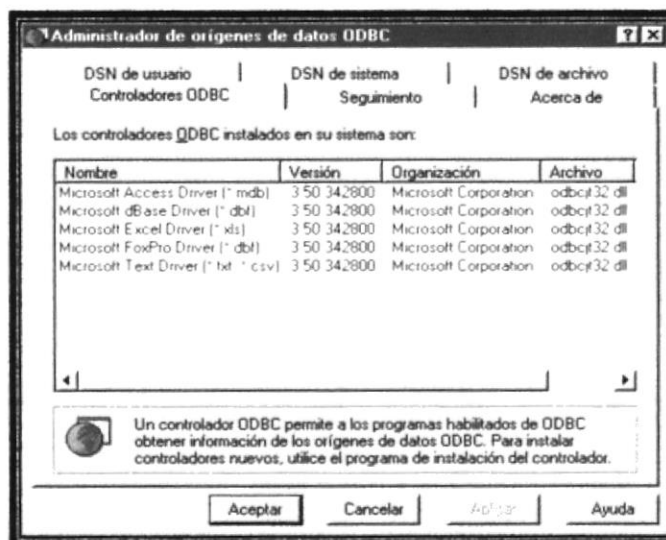 Administrador de orígenes de datos ODBC
DSN de usuario DSN de sistema DSN de archivo
Controladores ODBC Seguimiento Acerca de
Los controladores ODBC instalados en su sistema son:
Nombre Versión Organización Archivo
Microsoft Access Driver (*.mdb) 3.50.342800 Microsoft Corporation odbcjt32.dll
Microsoft dBase Driver (*.dbf) 3.50.342800 Microsoft Corporation odbcjt32.dll
Microsoft Excel Driver (*.xls) 3.50.342800 Microsoft Corporation odbcjt32.dll
Microsoft FoxPro Driver (*.dbf) 3.50.342800 Microsoft Corporation odbcjt32.dll
Microsoft Text Driver (*.txt; *.csv) 3.50.342800 Microsoft Corporation odbcjt32.dll
Un controlador ODBC permite a los programas habilitados de ODBC
obtener información de los orígenes de datos ODBC. Para instalar
controladores nuevos, utilice el programa de instalación del controlador.
Aceptar Cancelar Aplicar Ayuda